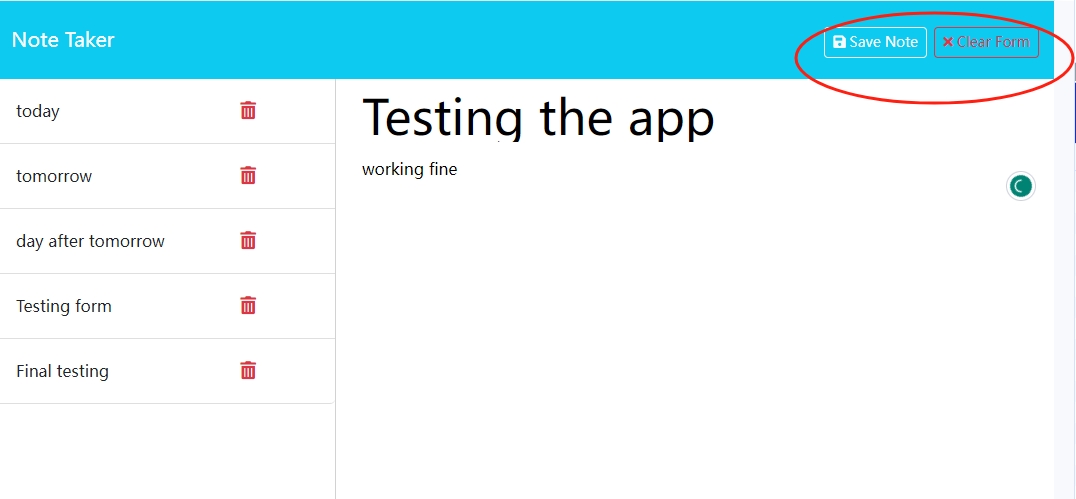 Note Taker
Save Note
Clear Form
today
tomorrow
day after tomorrow
Testing form
Final testing
Testing the app
working fine